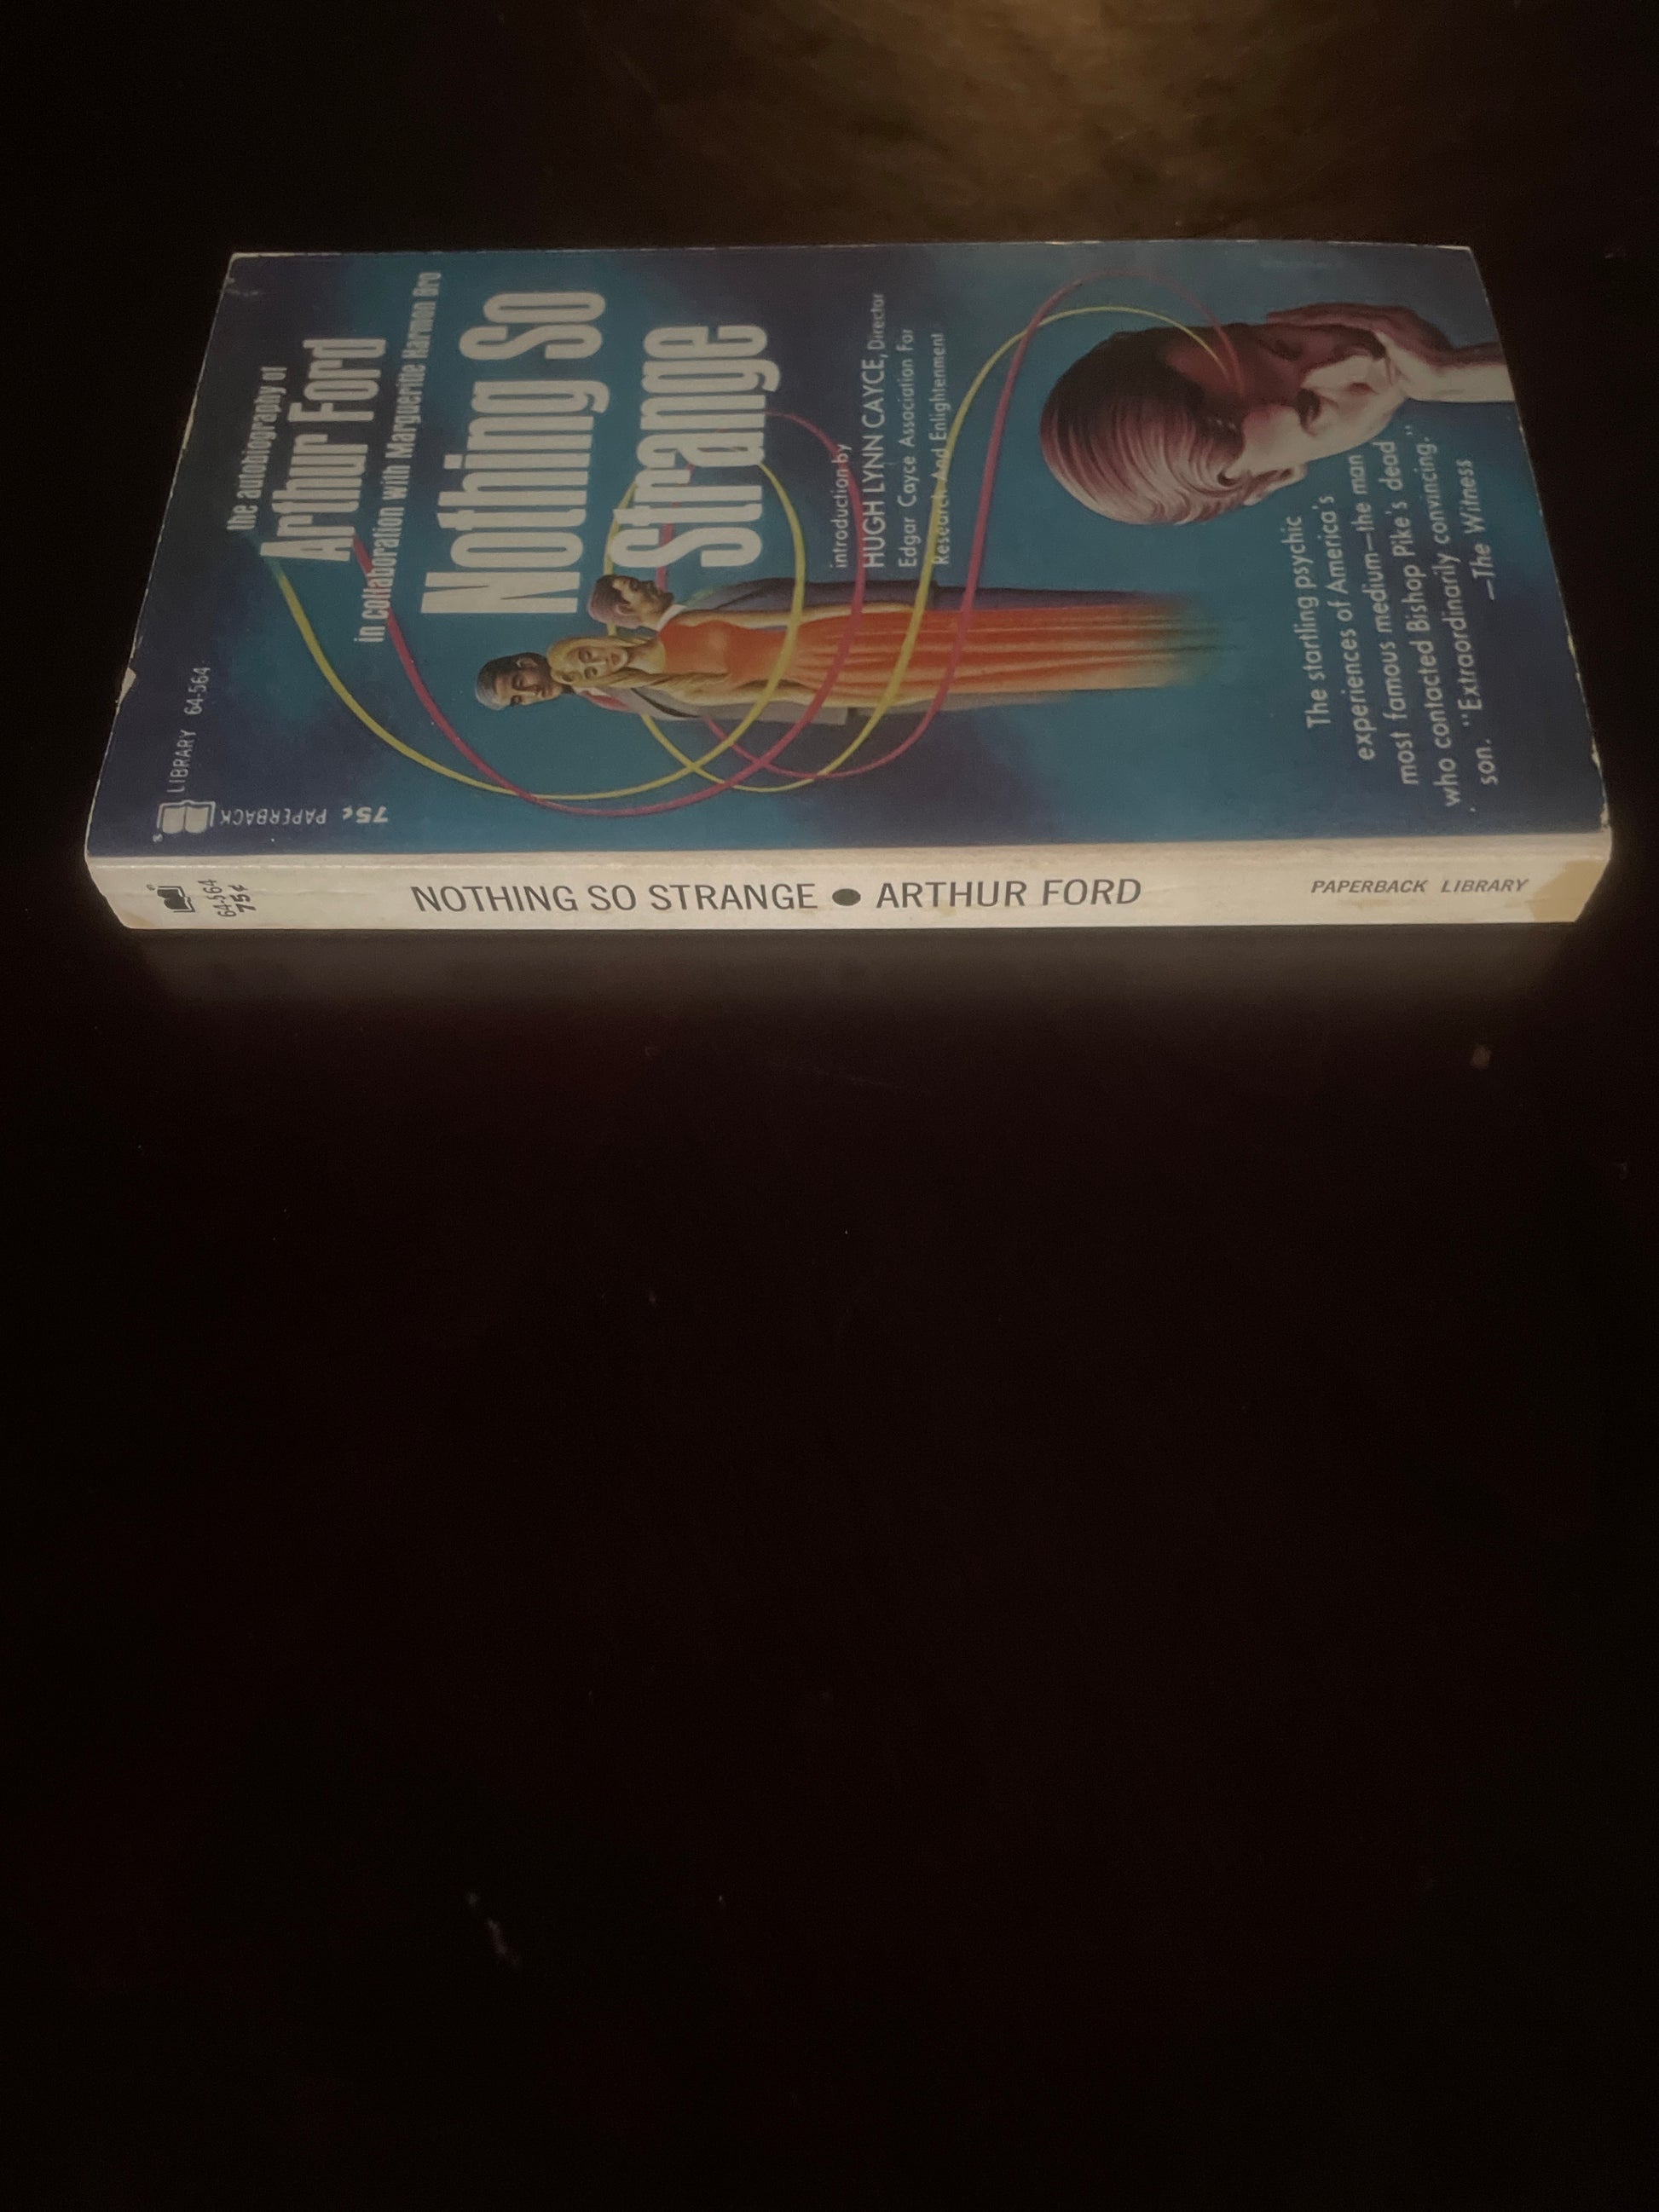 LIBRARY 64-564
PAPERBACK 75¢
the autobiography of
Arthur Ford
in collaboration with Margueritte Harmon Bro
Nothing So
Strange
introduction by
HUGH LYNN CAYCE, Director
Edgar Cayce Association For
Research And Enlightenment
The startling psychic
experiences of America's
most famous medium—the man
who contacted Bishop Pike's dead
son. "Extraordinarily convincing."
—The Witness
64-564
75¢
NOTHING SO STRANGE ● ARTHUR FORD
PAPERBACK LIBRARY